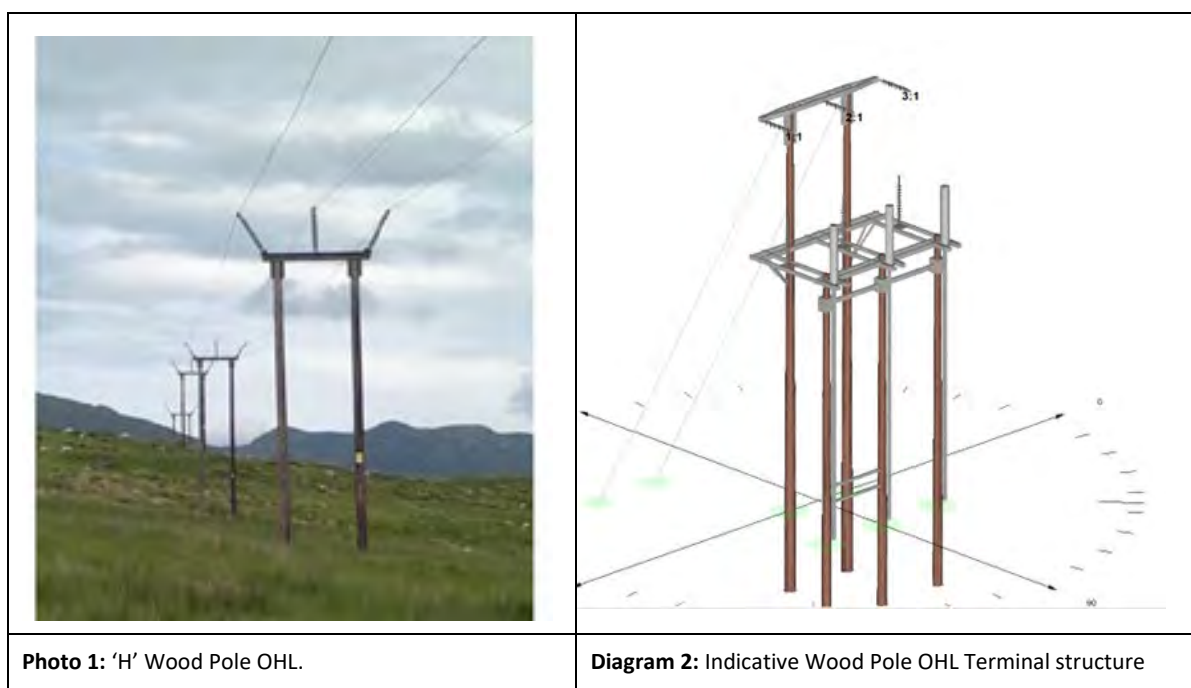 3:1
2:1
1:1
0
90
Photo 1: ‘H’ Wood Pole OHL.
Diagram 2: Indicative Wood Pole OHL Terminal structure